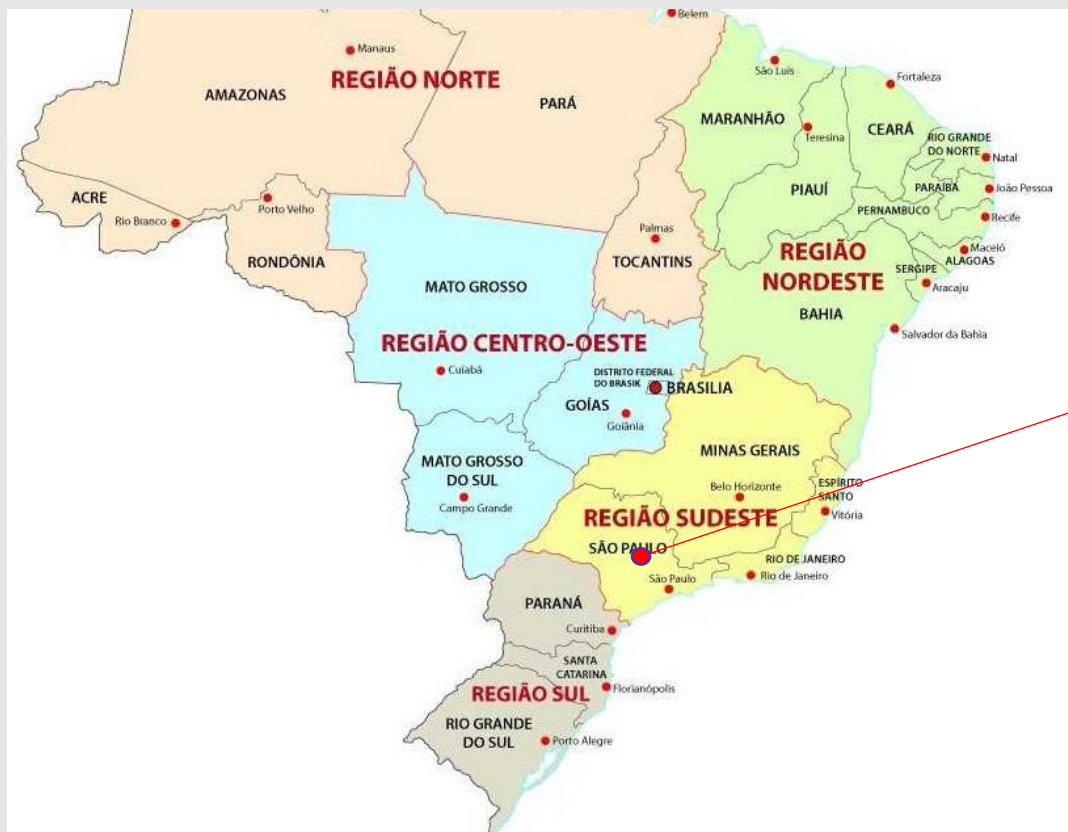 Belem
Manaus
REGIÃO NORTE
AMAZONAS
PARÁ
São Luís
Fortaleza
MARANHÃO
Teresina
CEARÁ
RIO GRANDE
DO NORTE
Natal
ACRE
Rio Branco
Porto Velho
PIAUÍ
PARAÍBA
João Pessoa
PERNAMBUCO
Recife
RONDÔNIA
Palmas
TOCANTINS
REGIÃO
NORDESTE
Maceló
ALAGOAS
SERGIPE
Aracaju
MATO GROSSO
BAHIA
Salvador da Bahia
REGIÃO CENTRO-OESTE
Cuiabá
DISTRITO FEDERAL
DO BRASIK
BRASILIA
GOÍAS
Goiânia
MATO GROSSO
DO SUL
Campo Grande
MINAS GERAIS
Belo Horizonte
ESPÍRITO
SANTO
Vitória
REGIÃO SUDESTE
SÃO PAULO
São Paulo
RIO DE JANEIRO
Rio de Janeiro
PARANÁ
Curitiba
SANTA
CATARINA
Florianópolis
REGIÃO SUL
RIO GRANDE
DO SUL
Porto Alegre